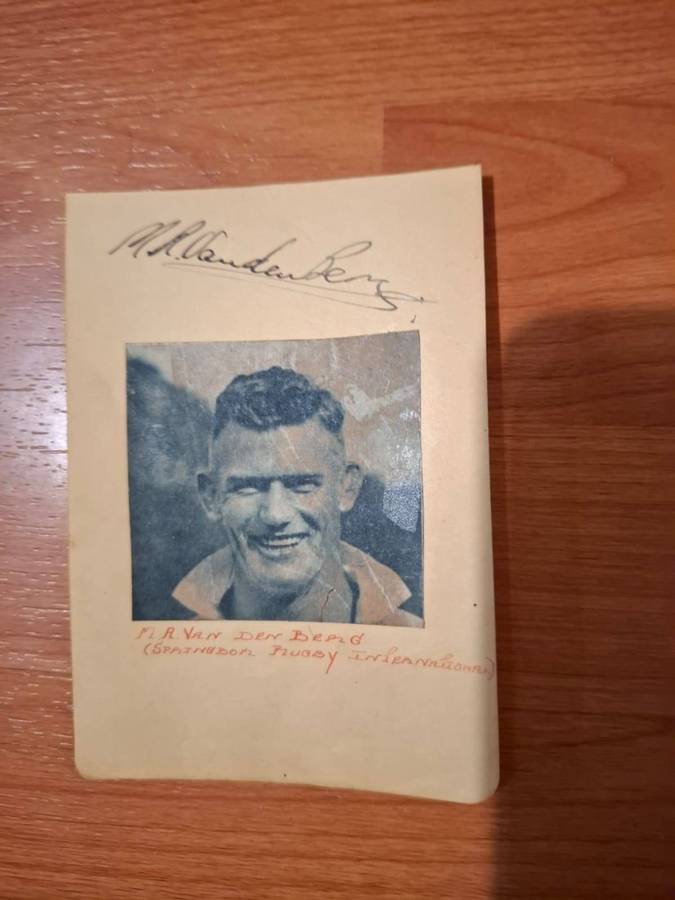 M.A. Van den Berg
M. A. VAN DEN BERG
(SPRINGBOK RUGBY INTERNATIONAL)